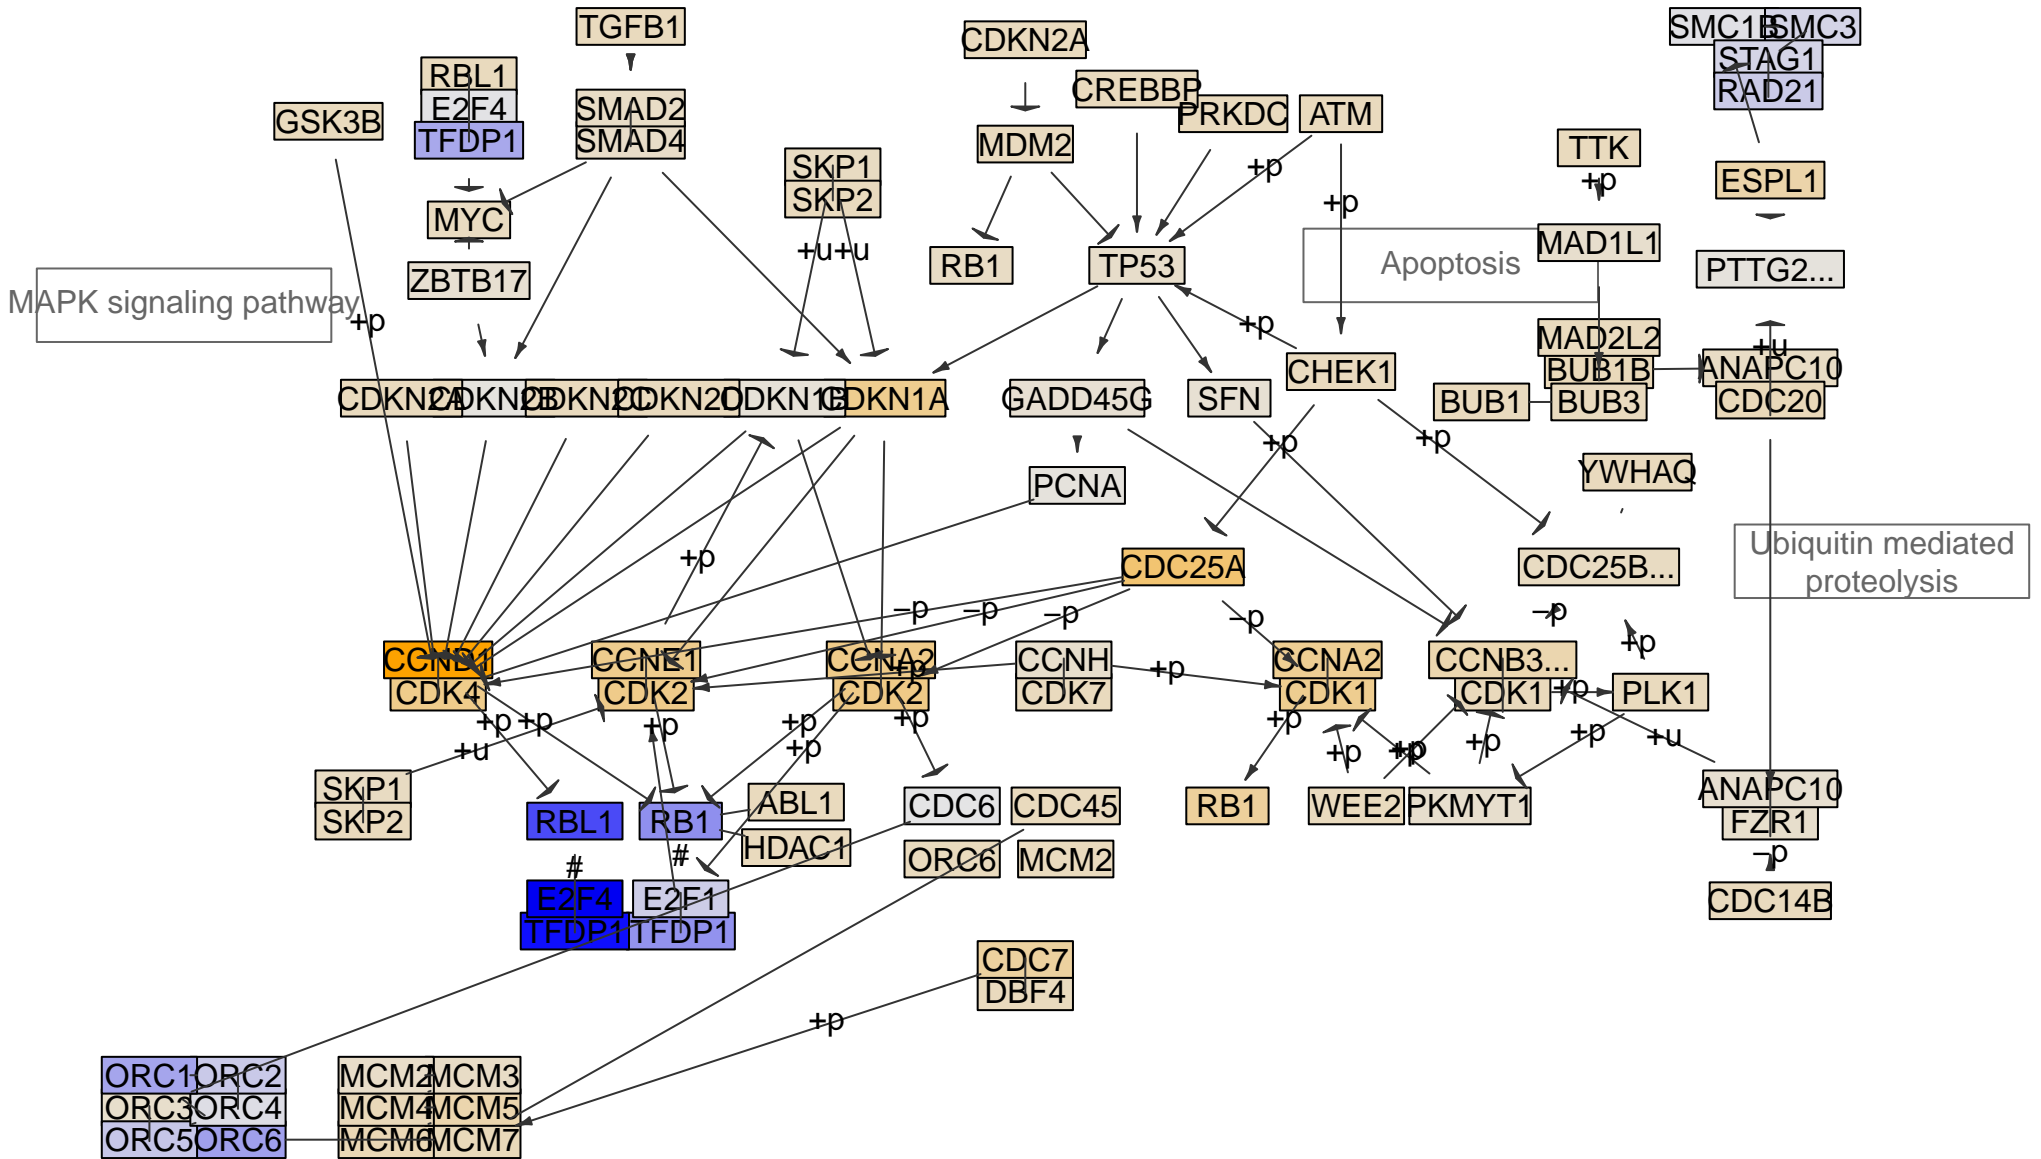 TGFB1
CDKN2A
SMC1B
SMC3
STAG1
RAD21
RBL1
E2F4
TFDP1
GSK3B
SMAD2
SMAD4
CREBBP
PRKDC
ATM
MDM2
TTK
+p
ESPL1
SKP1
SKP2
+p
+p
MYC
ZBTB17
+u
+u
RB1
TP53
Apoptosis
MAD1L1
PTTG2...
MAPK signaling pathway
+p
+p
MAD2L2
BUB1B
BUB3
BUB1
+u
ANAPC10
CDC20
CDKN2A
CDKN2B
CDKN2C
CDKN2D
CDKN1B
CDKN1A
GADD45G
SFN
CHEK1
+p
+p
YWHAQ
PCNA
+p
CDC25A
CDC25B...
Ubiquitin mediated
proteolysis
−p
−p
−p
−p
−p
+p
CCND1
CDK4
CCNE1
CDK2
CCNA2
CDK2
+p
CCNH
CDK7
+p
CCNA2
CDK1
CCNB3...
CDK1
+p
PLK1
+p
+p
+u
+p
+p
+p
+p
+p
+p
+p
+p
+p
+p
+u
SKP1
SKP2
RBL1
RB1
ABL1
HDAC1
CDC6
CDC45
ORC6
MCM2
RB1
WEE2
PKMYT1
ANAPC10
FZR1
−p
CDC14B
#
#
E2F4
TFDP1
E2F1
TFDP1
CDC7
DBF4
+p
ORC1
ORC2
ORC3
ORC4
ORC5
ORC6
MCM2
MCM3
MCM4
MCM5
MCM6
MCM7